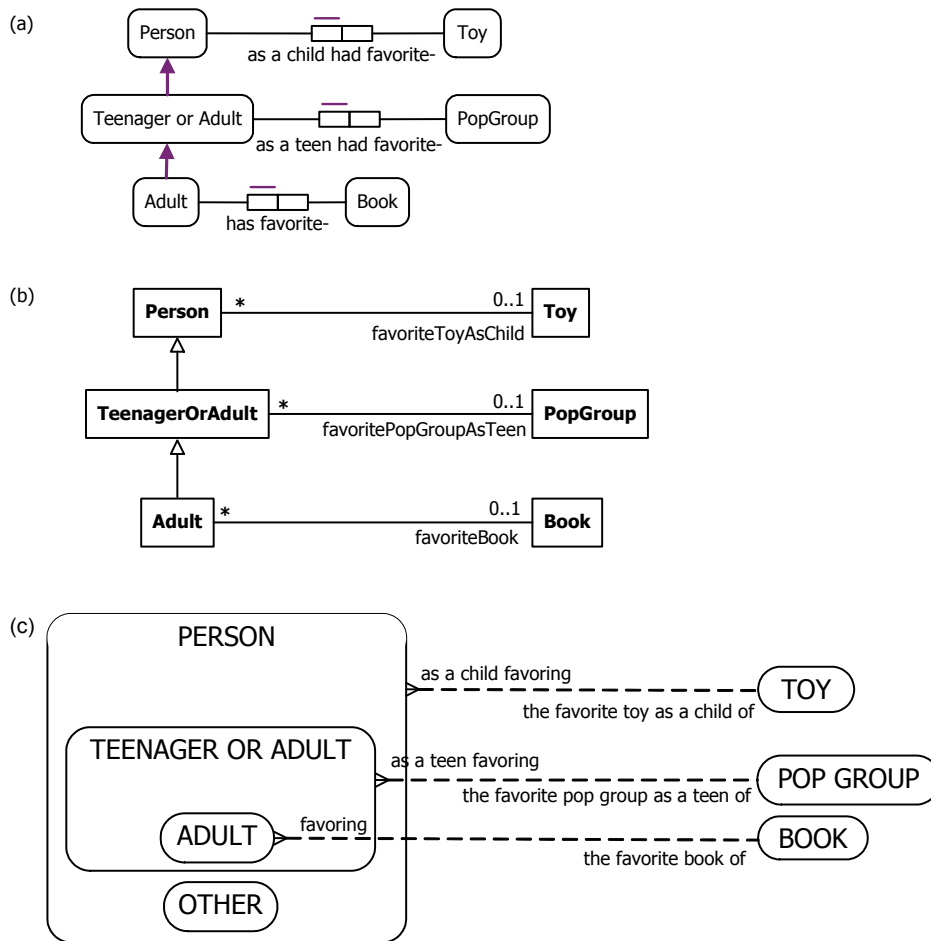 (a)
Person
Toy
as a child had favorite-
Teenager or Adult
PopGroup
as a teen had favorite-
Adult
Book
has favorite-
(b)
Person
*
0..1
Toy
favoriteToyAsChild
TeenagerOrAdult
*
0..1
PopGroup
favoritePopGroupAsTeen
Adult
*
0..1
Book
favoriteBook
(c)
PERSON
as a child favoring
TOY
the favorite toy as a child of
TEENAGER OR ADULT
as a teen favoring
POP GROUP
the favorite pop group as a teen of
ADULT
favoring
BOOK
the favorite book of
OTHER